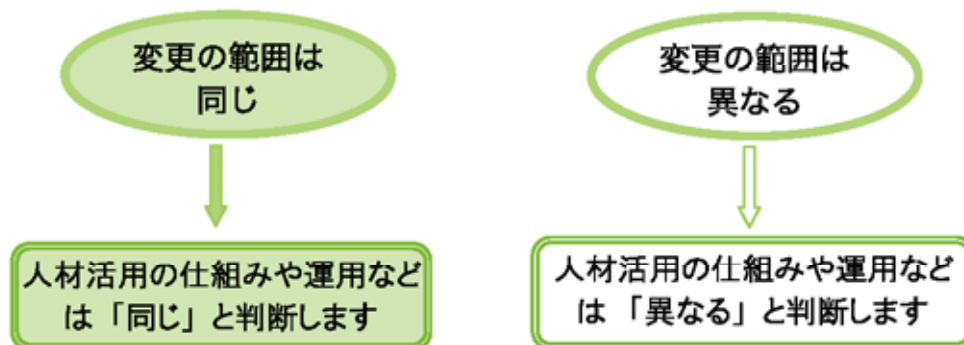 変更の範囲は
同じ
変更の範囲は
異なる
人材活用の仕組みや運用など
は「同じ」と判断します
人材活用の仕組みや運用など
は「異なる」と判断します